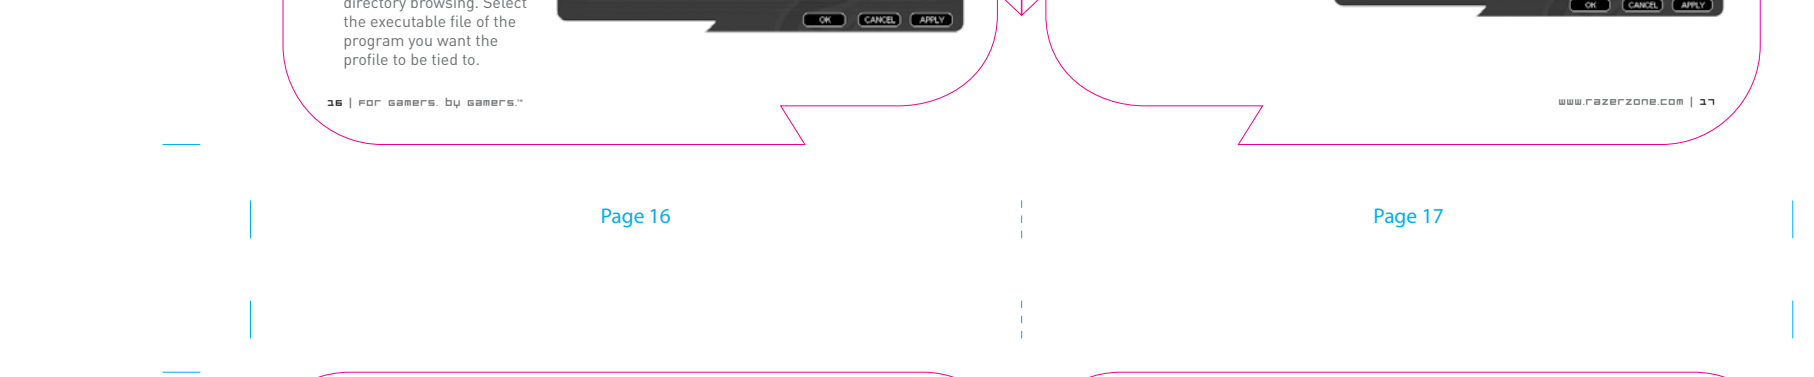 directory browsing. Select
the executable file of the
program you want the
profile to be tied to.
OK CANCEL APPLY
16 | For Gamers. by Gamers.™
Page 16
OK CANCEL APPLY
www.razerzone.com | 17
Page 17